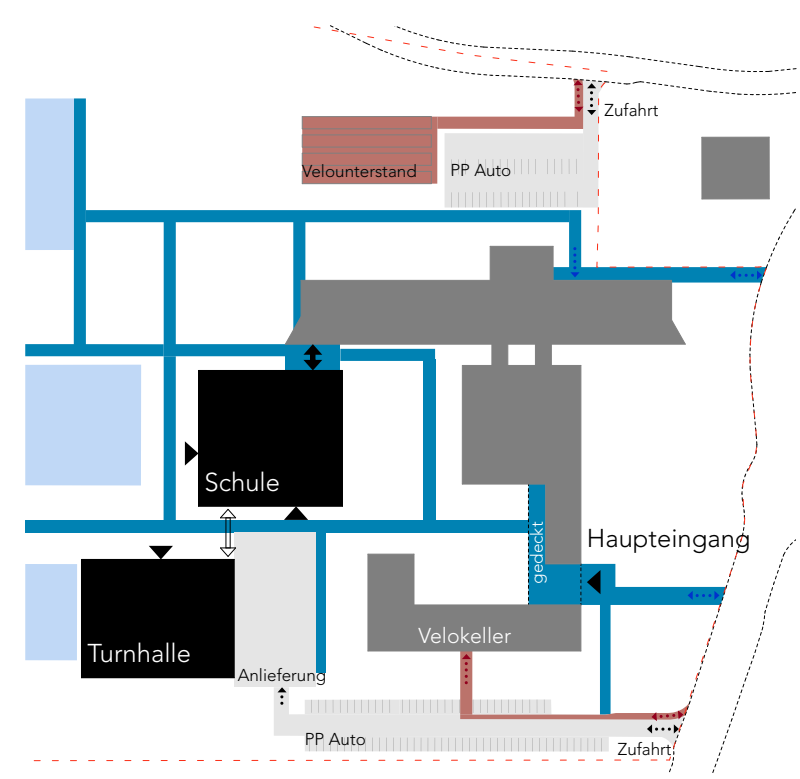 Zufahrt
Velounterstand
PP Auto
Schule
gedeckt
Haupteingang
Velokeller
Turnhalle
Anlieferung
PP Auto
Zufahrt